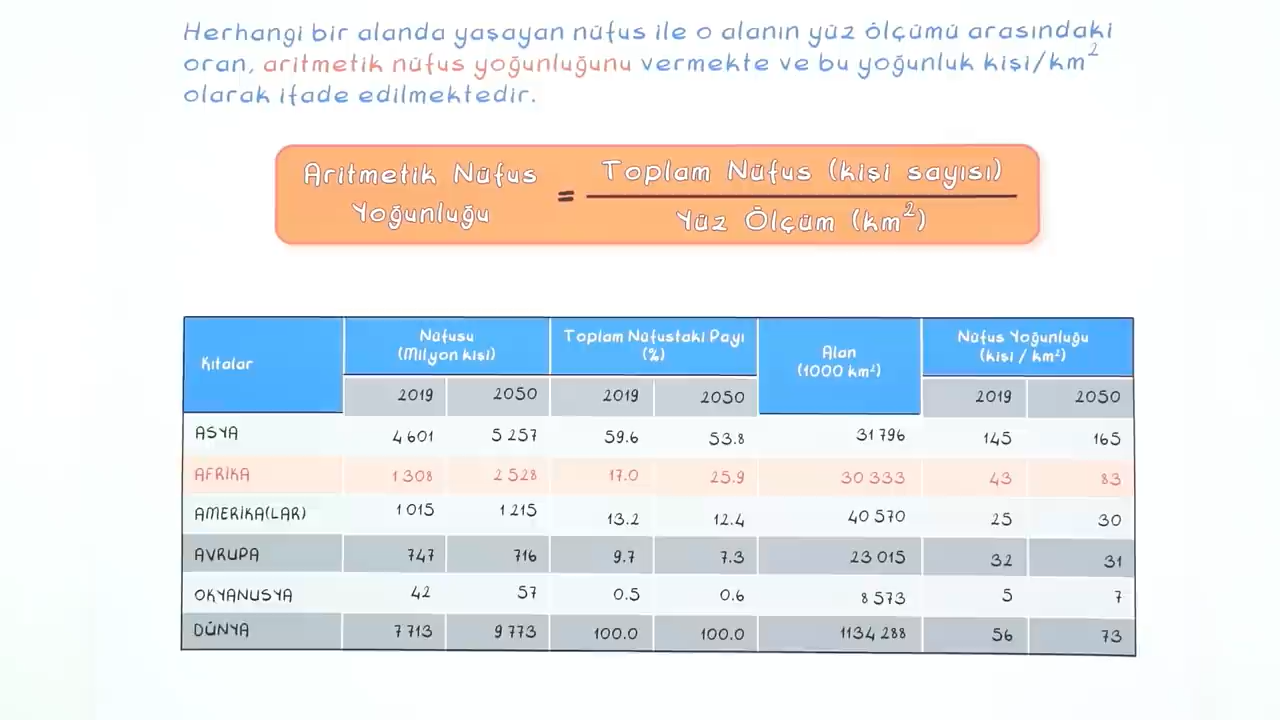 Herhangi bir alanda yaşayan nüfus ile o alanın yüz ölçümü arasındaki
oran, aritmetik nüfus yoğunluğunu vermekte ve bu yoğunluk kişi/km²
olarak ifade edilmektedir.
Aritmetik Nüfus Yoğunluğu = Toplam Nüfus (kişi sayısı)
Yüz Ölçüm (km²)
Kıtalar Nüfusu (Milyon kişi) Toplam Nüfustaki Payı (%) Alan (1000 km²) Nüfus Yoğunluğu (kişi / km²)
2019 2050 2019 2050 2019 2050
ASYA 4 601 5 257 59.6 53.8 31 796 145 165
AFRİKA 1 308 2 528 17.0 25.9 30 333 43 83
AMERİKA(LAR) 1 015 1 215 13.2 12.4 40 570 25 30
AVRUPA 747 716 9.7 7.3 23 015 32 31
OKYANUSYA 42 57 0.5 0.6 8 573 5 7
DÜNYA 7 713 9 773 100.0 100.0 1134 288 56 73